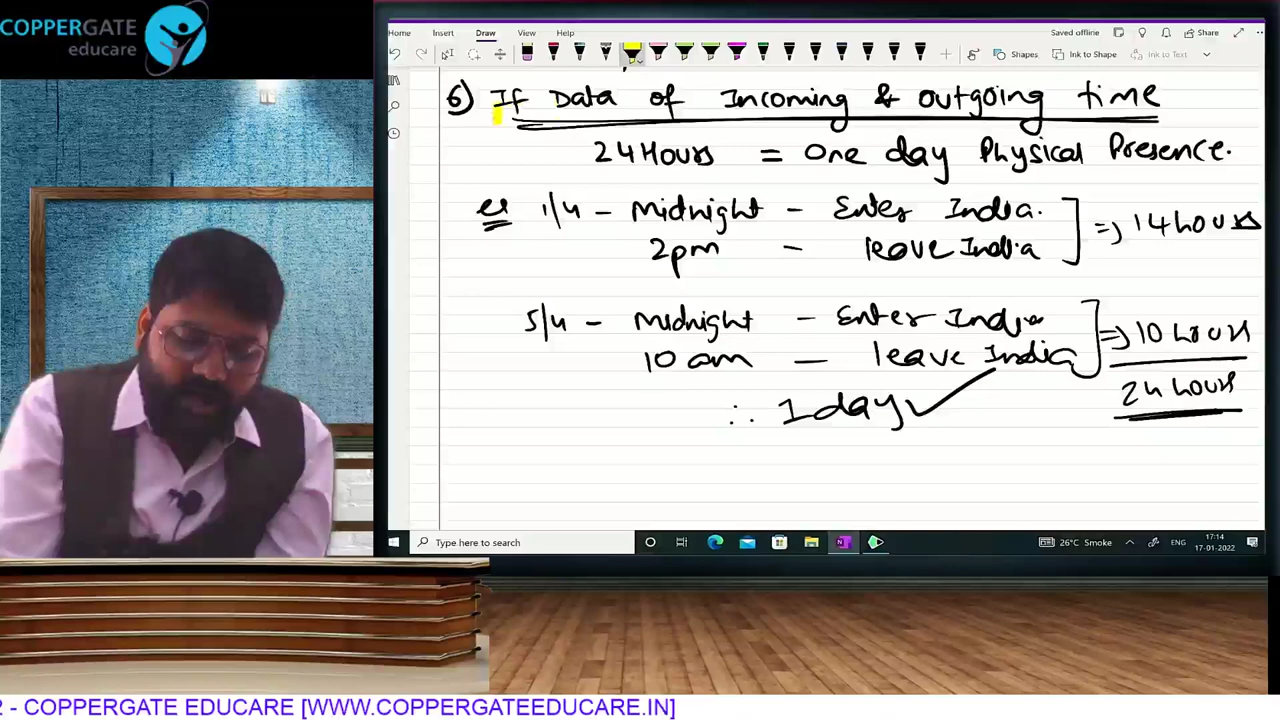 COPPERGATE
educare
Home Insert Draw View Help
Saved offline
Share
Shapes
Ink to Shape
Ink to Text
6) If Data of Incoming & outgoing time
24 Hours = One day Physical Presence.
eg 1/4 - Midnight - Enter India. => 14 hours
2pm - leave India
5/4 - Midnight - Enter India => 10 hours
10 am - leave India
24 hours
∴ 1 day ✓
Type here to search
26°C Smoke
ENG
17:14
17-01-2022
2 - COPPERGATE EDUCARE [WWW.COPPERGATEEDUCARE.IN]